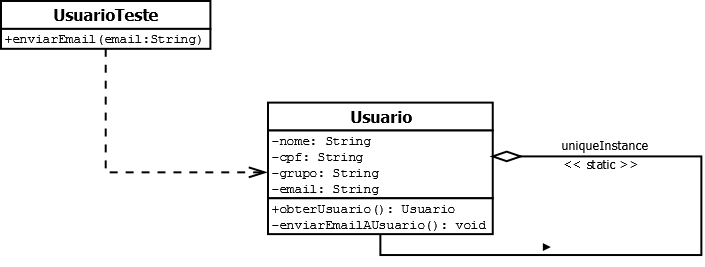 UsuarioTeste
+enviarEmail(email:String)
Usuario
-nome: String
-cpf: String
-grupo: String
-email: String
+obterUsuario(): Usuario
-enviarEmailAUsuario(): void
uniqueInstance
<< static >>